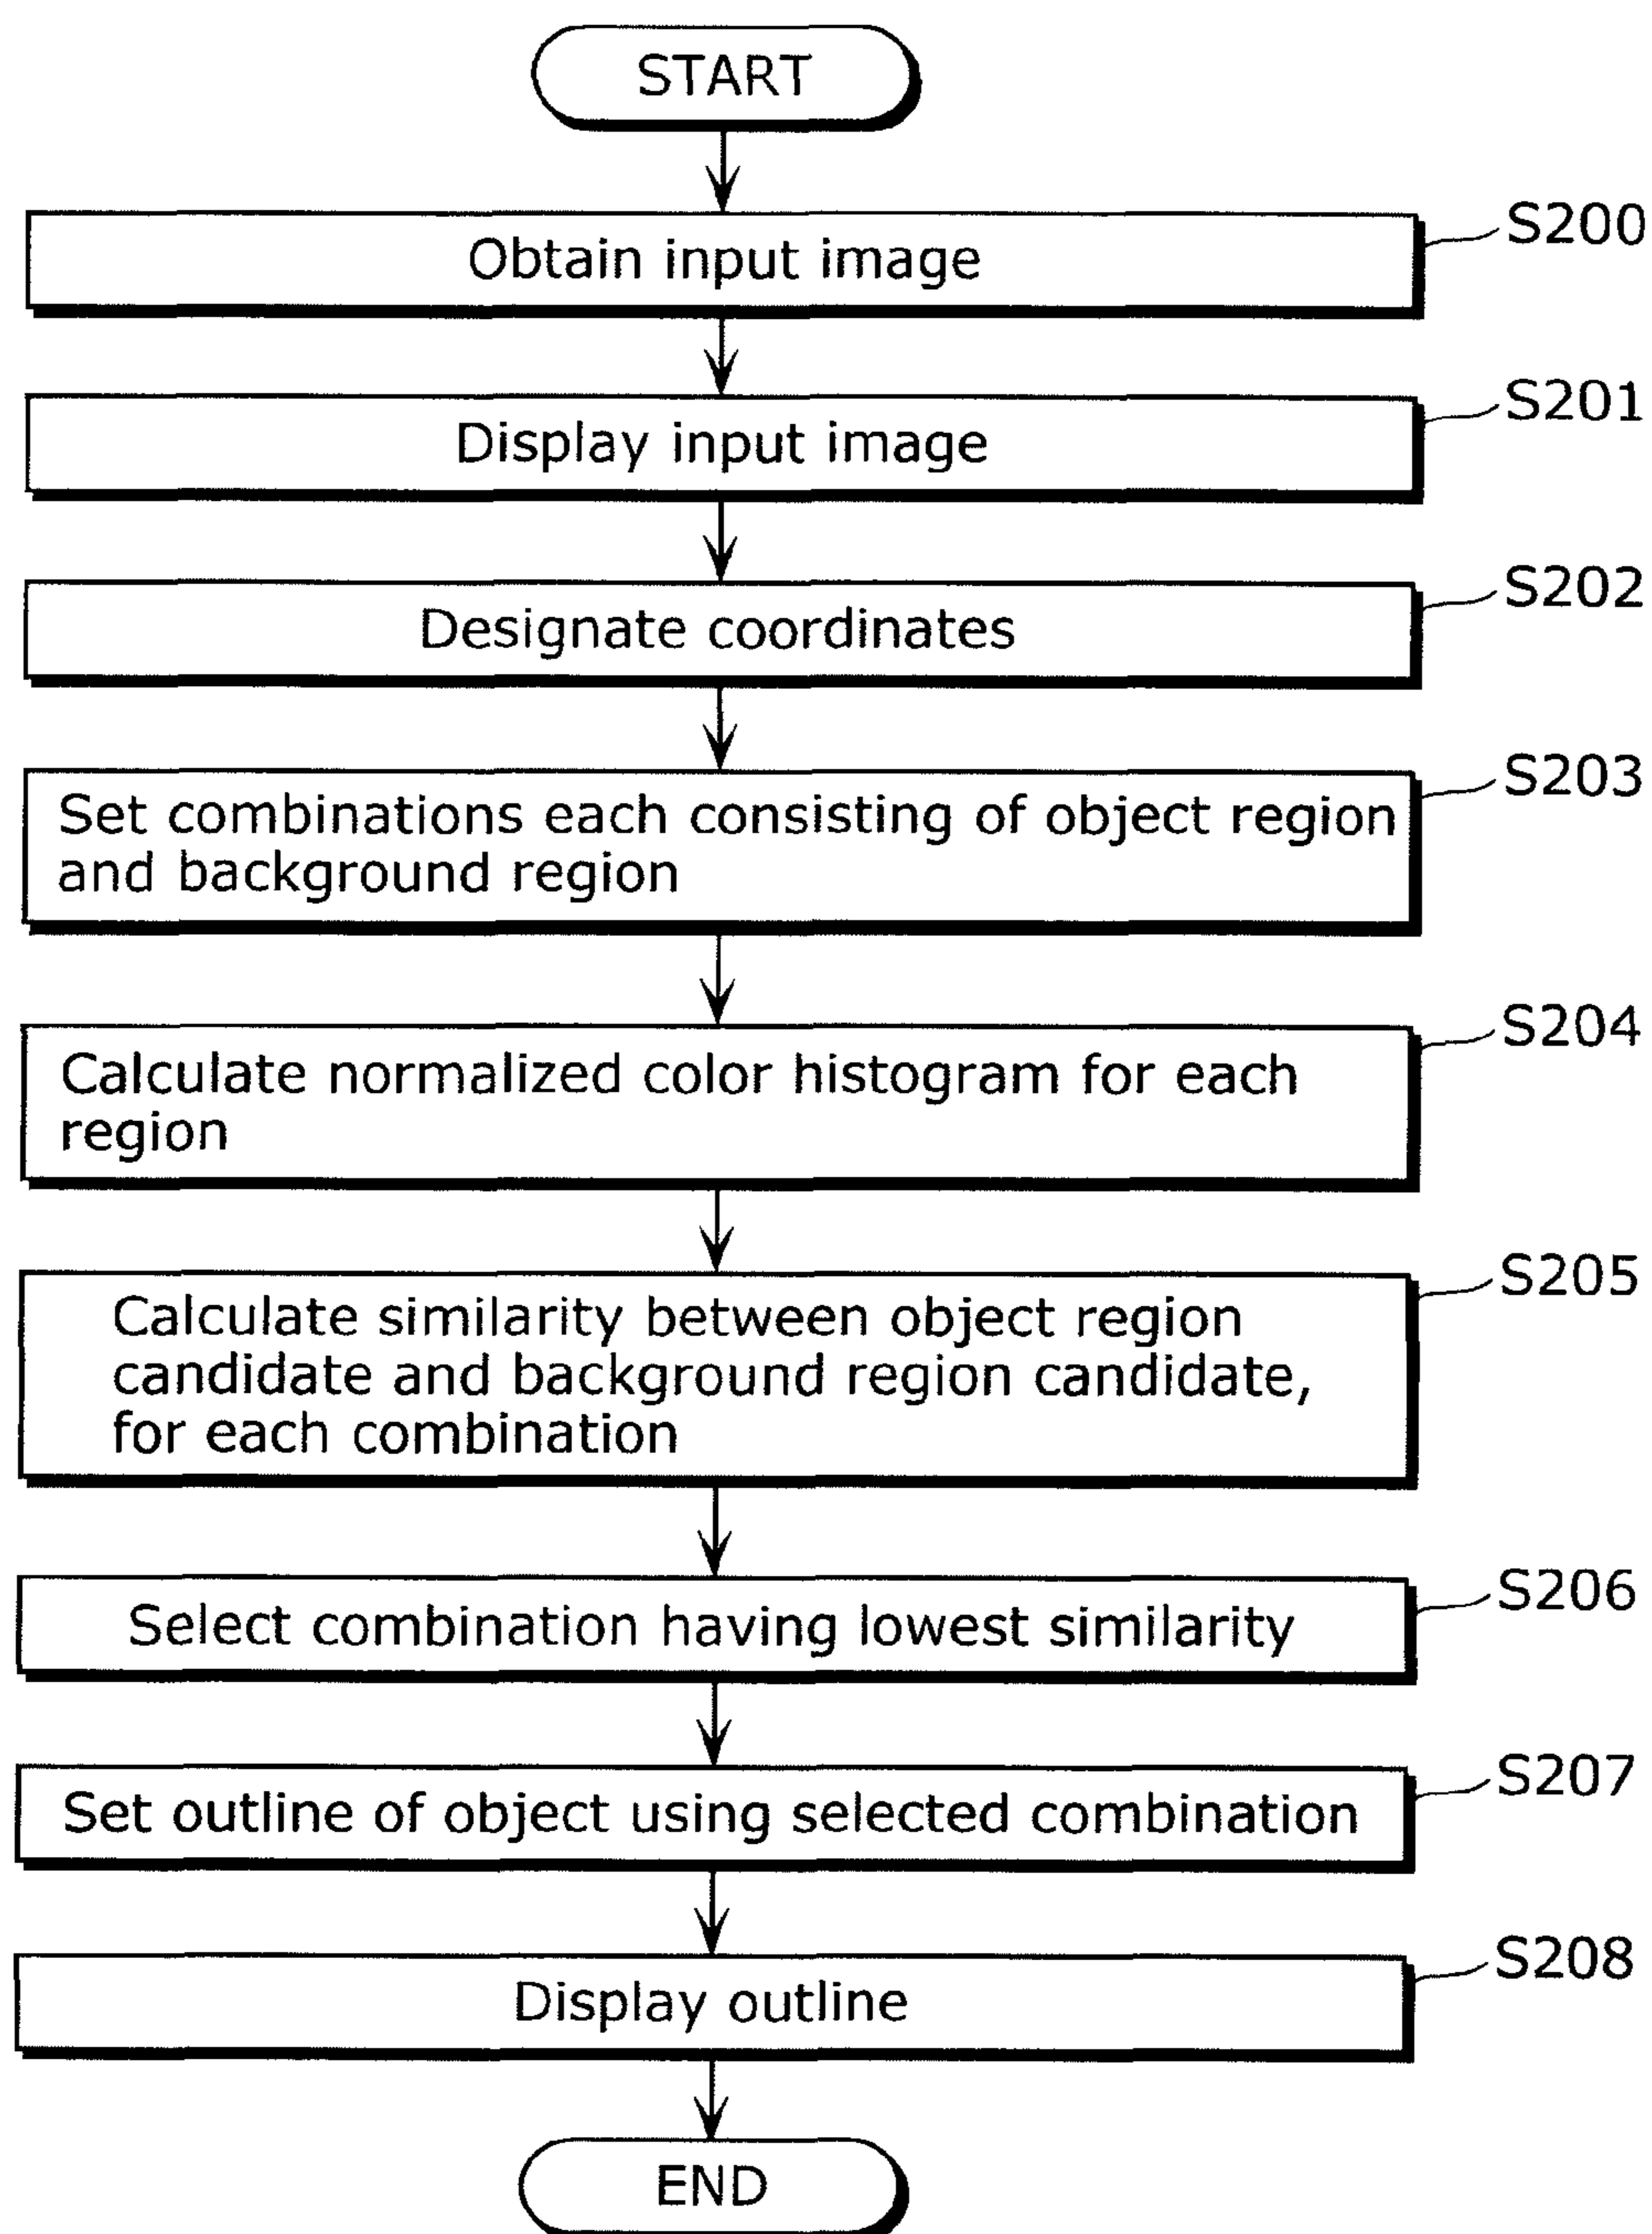 START
S200
Obtain input image
S201
Display input image
S202
Designate coordinates
S203
Set combinations each consisting of object region
and background region
S204
Calculate normalized color histogram for each
region
S205
Calculate similarity between object region
candidate and background region candidate,
for each combination
S206
Select combination having lowest similarity
S207
Set outline of object using selected combination
S208
Display outline
END